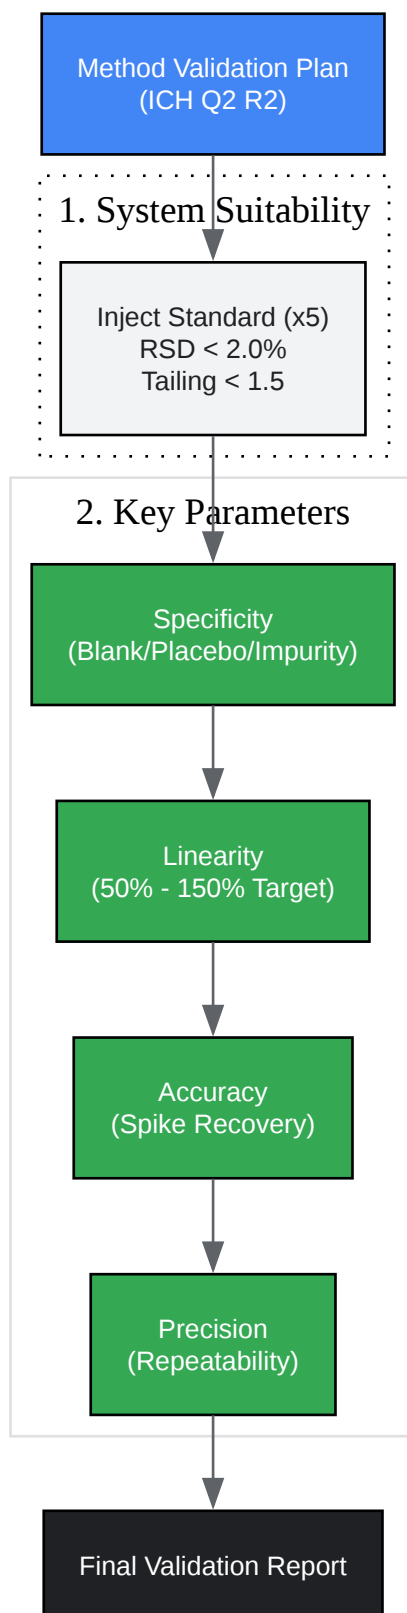 Method Validation Plan
(ICH Q2 R2)
1. System Suitability
Inject Standard (x5)
RSD < 2.0%
Tailing < 1.5
2. Key Parameters
Specificity
(Blank/Placebo/Impurity)
Linearity
(50% - 150% Target)
Accuracy
(Spike Recovery)
Precision
(Repeatability)
Final Validation Report